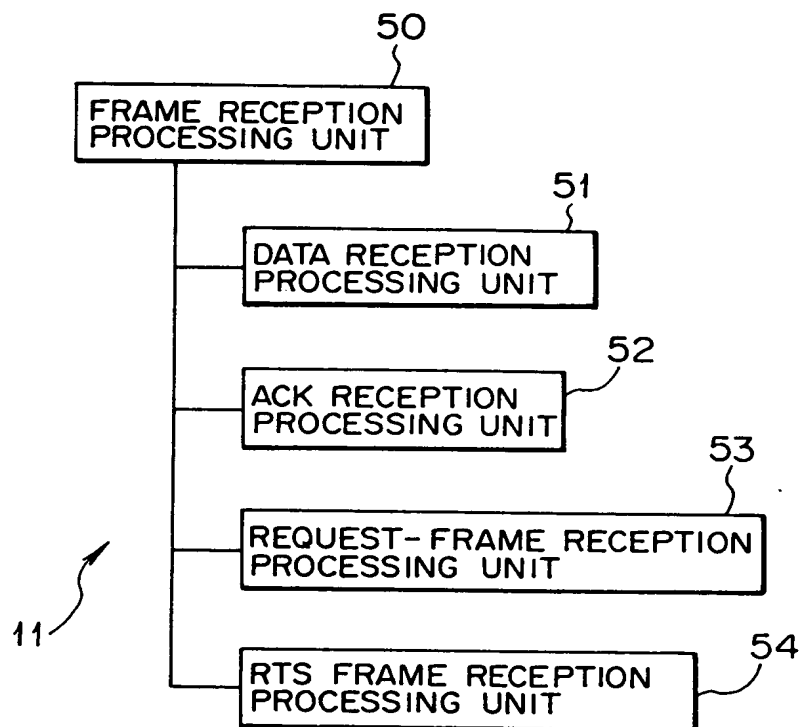 50
FRAME RECEPTION
PROCESSING UNIT
51
DATA RECEPTION
PROCESSING UNIT
52
ACK RECEPTION
PROCESSING UNIT
53
REQUEST-FRAME RECEPTION
PROCESSING UNIT
11
54
RTS FRAME RECEPTION
PROCESSING UNIT